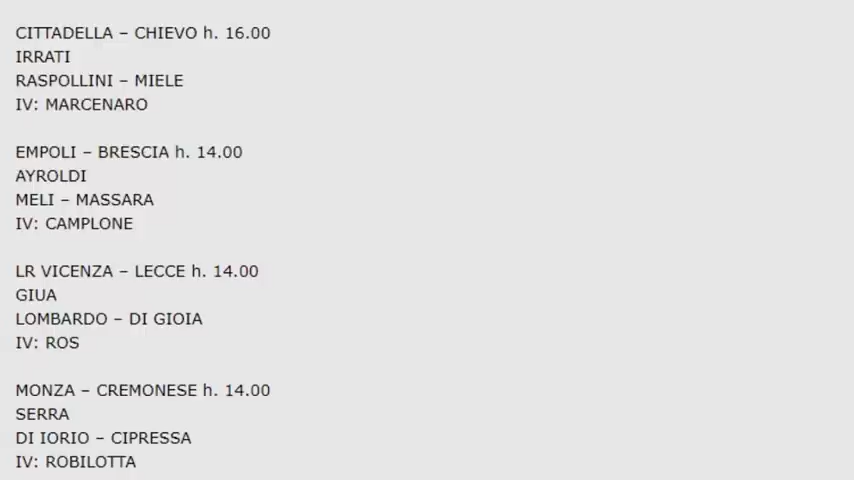 CITTADELLA – CHIEVO h. 16.00
IRRATI
RASPOLLINI – MIELE
IV: MARCENARO
EMPOLI – BRESCIA h. 14.00
AYROLDI
MELI – MASSARA
IV: CAMPLONE
LR VICENZA – LECCE h. 14.00
GIUA
LOMBARDO – DI GIOIA
IV: ROS
MONZA – CREMONESE h. 14.00
SERRA
DI IORIO – CIPRESSA
IV: ROBILOTTA